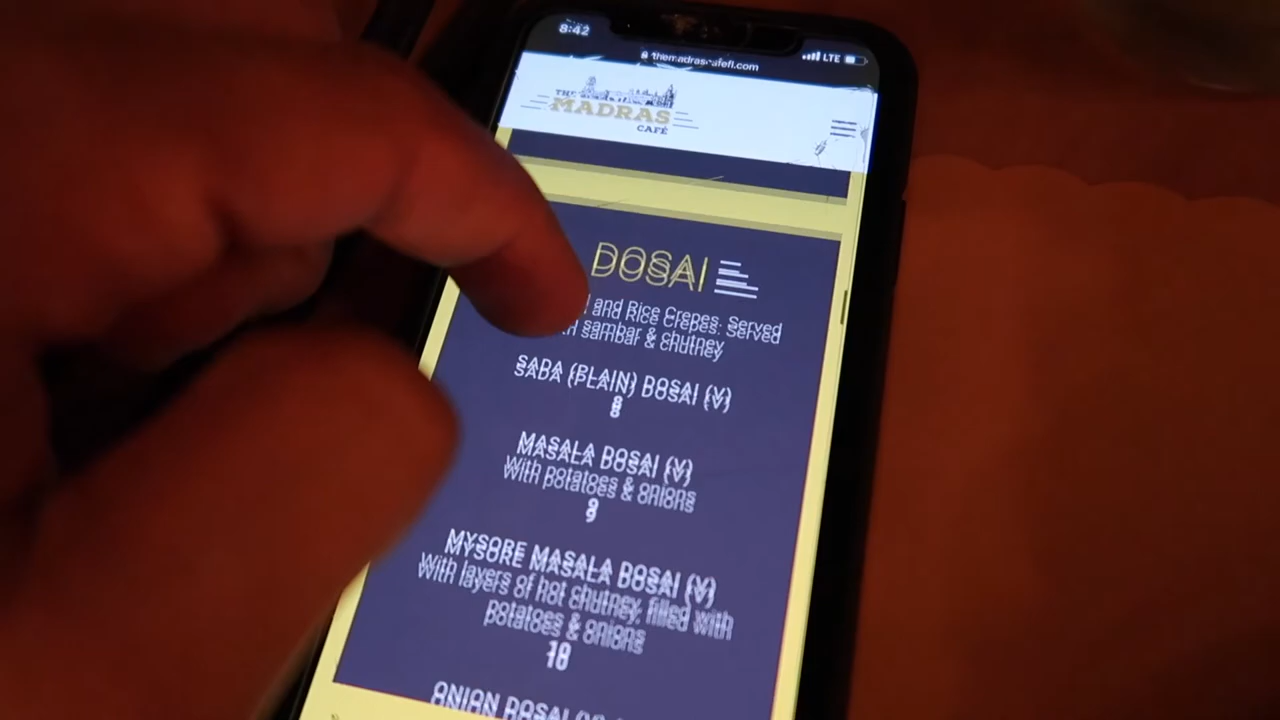 8:42
themadrascafefl.com
LTE
THE
MADRAS
CAFÉ
DOSAI
and Rice Crepes. Served
sambar & chutney
SADA (PLAIN) DOSAI (V)
8
MASALA DOSAI (V)
With potatoes & onions
9
MYSORE MASALA DOSAI (V)
With layers of hot chutney, filled with
potatoes & onions
10
ONION DOSAI